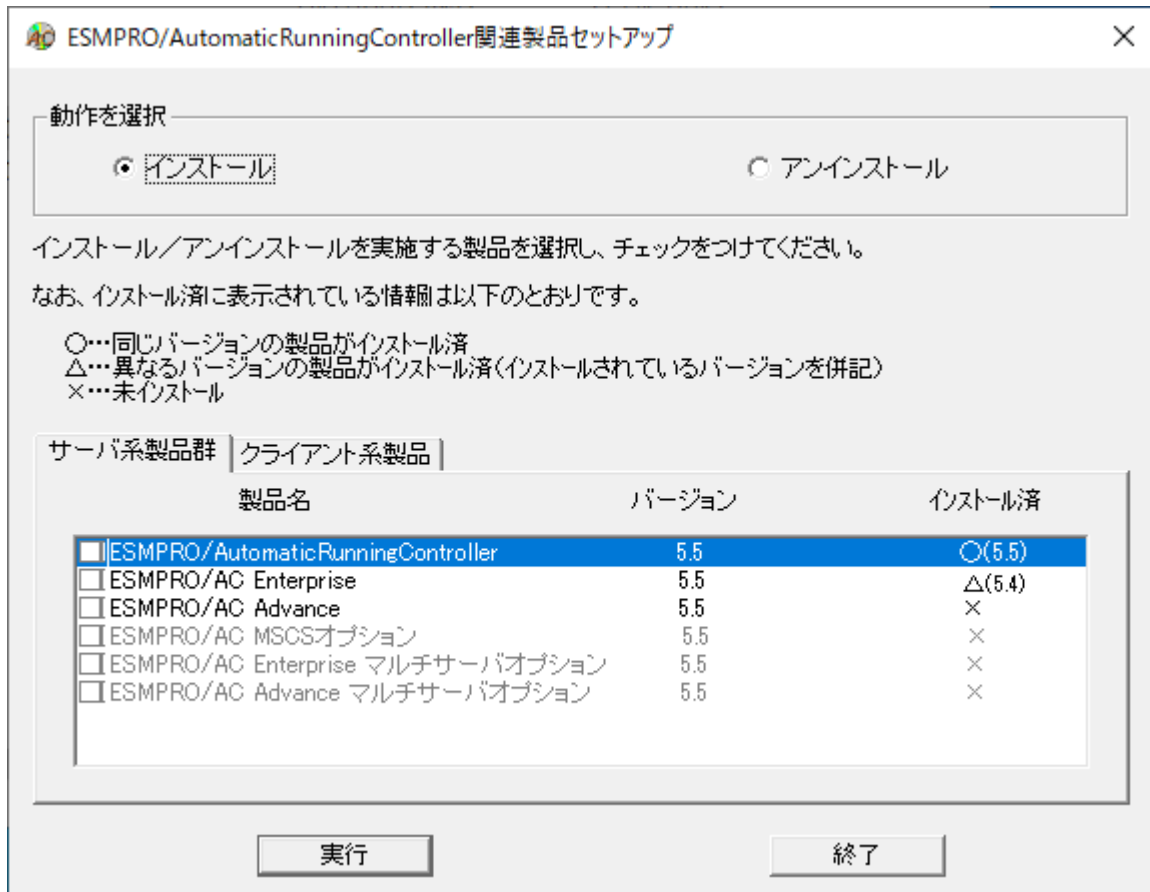 ESMPRO/AutomaticRunningController関連製品セットアップ
動作を選択
インストール
アンインストール
インストール／アンインストールを実施する製品を選択し、チェックをつけてください。
なお、インストール済に表示されている情報は以下のとおりです。
○…同じバージョンの製品がインストール済
△…異なるバージョンの製品がインストール済(インストールされているバージョンを併記)
×…未インストール
サーバ系製品群 クライアント系製品
製品名 バージョン インストール済
ESMPRO/AutomaticRunningController 5.5 ○(5.5)
ESMPRO/AC Enterprise 5.5 △(5.4)
ESMPRO/AC Advance 5.5 ×
ESMPRO/AC MSCSオプション 5.5 ×
ESMPRO/AC Enterprise マルチサーバオプション 5.5 ×
ESMPRO/AC Advance マルチサーバオプション 5.5 ×
実行 終了